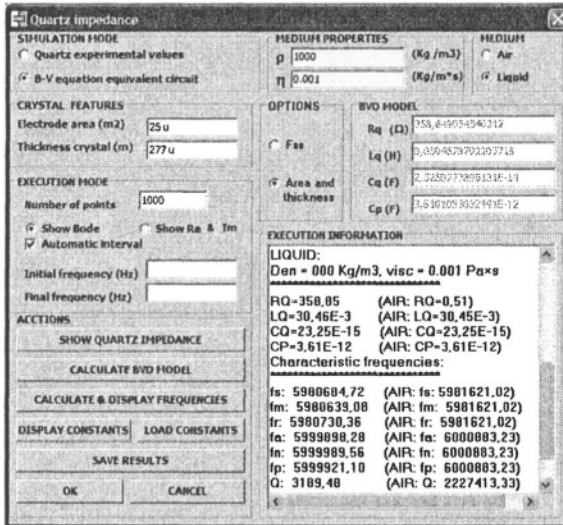 Quartz impedance
SIMULATION MODE
Quartz experimental values
B-V equation equivalent circuit
MEDIUM PROPERTIES
ρ 1000 (Kg /m3)
η 0.001 (Kg/m*s)
MEDIUM
Air
Liquid
CRYSTAL FEATURES
Electrode area (m2) 25u
Thickness crystal (m) 277u
OPTIONS
Fss
Area and
thickness
BVD MODEL
Rq (Ω)
Lq (H)
Cq (F)
Cp (F)
EXECUTION MODE
Number of points 1000
Show Bode Show Re & Im
Automatic interval
Initial frequency (Hz)
Final frequency (Hz)
ACCTIONS
SHOW QUARTZ IMPEDANCE
CALCULATE BVD MODEL
CALCULATE & DISPLAY FREQUENCIES
DISPLAY CONSTANTS LOAD CONSTANTS
SAVE RESULTS
OK CANCEL
EXECUTION INFORMATION
LIQUID:
Den = 000 Kg/m3, visc = 0.001 Pa×s
RQ=358,85 (AIR: RQ=0,51)
LQ=30,46E-3 (AIR: LQ=30,45E-3)
CQ=23,25E-15 (AIR: CQ=23,25E-15)
CP=3,61E-12 (AIR: CP=3,61E-12)
Characteristic frequencies:
fs: 5980684,72 (AIR: fs: 5981621,02)
fm: 5980639,08 (AIR: fm: 5981621,02)
fr: 5980730,36 (AIR: fr: 5981621,02)
fa: 5999898,28 (AIR: fa: 6000883,23)
fn: 5999989,56 (AIR: fn: 6000883,23)
fp: 5999921,10 (AIR: fp: 6000883,23)
Q: 3189,48 (AIR: Q: 2227413,33)